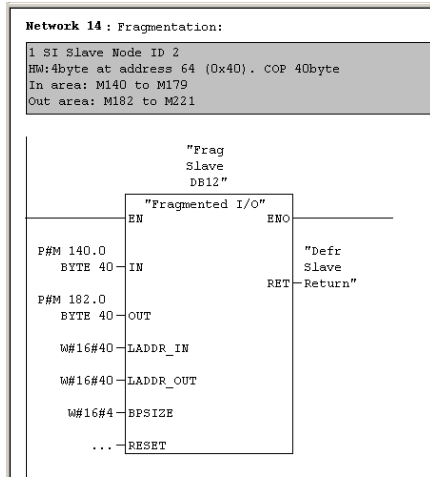 Network 14: Fragmentation:
1 SI Slave Node ID 2
HW:4byte at address 64 (0x40). COP 40byte
In area: M140 to M179
Out area: M182 to M221
"Frag
Slave
DB12"
"Fragmented I/O"
EN ENO
P#M 140.0
BYTE 40 IN
"Defr
Slave
RET Return"
P#M 182.0
BYTE 40 OUT
W#16#40 LADDR_IN
W#16#40 LADDR_OUT
W#16#4 BPSIZE
... RESET